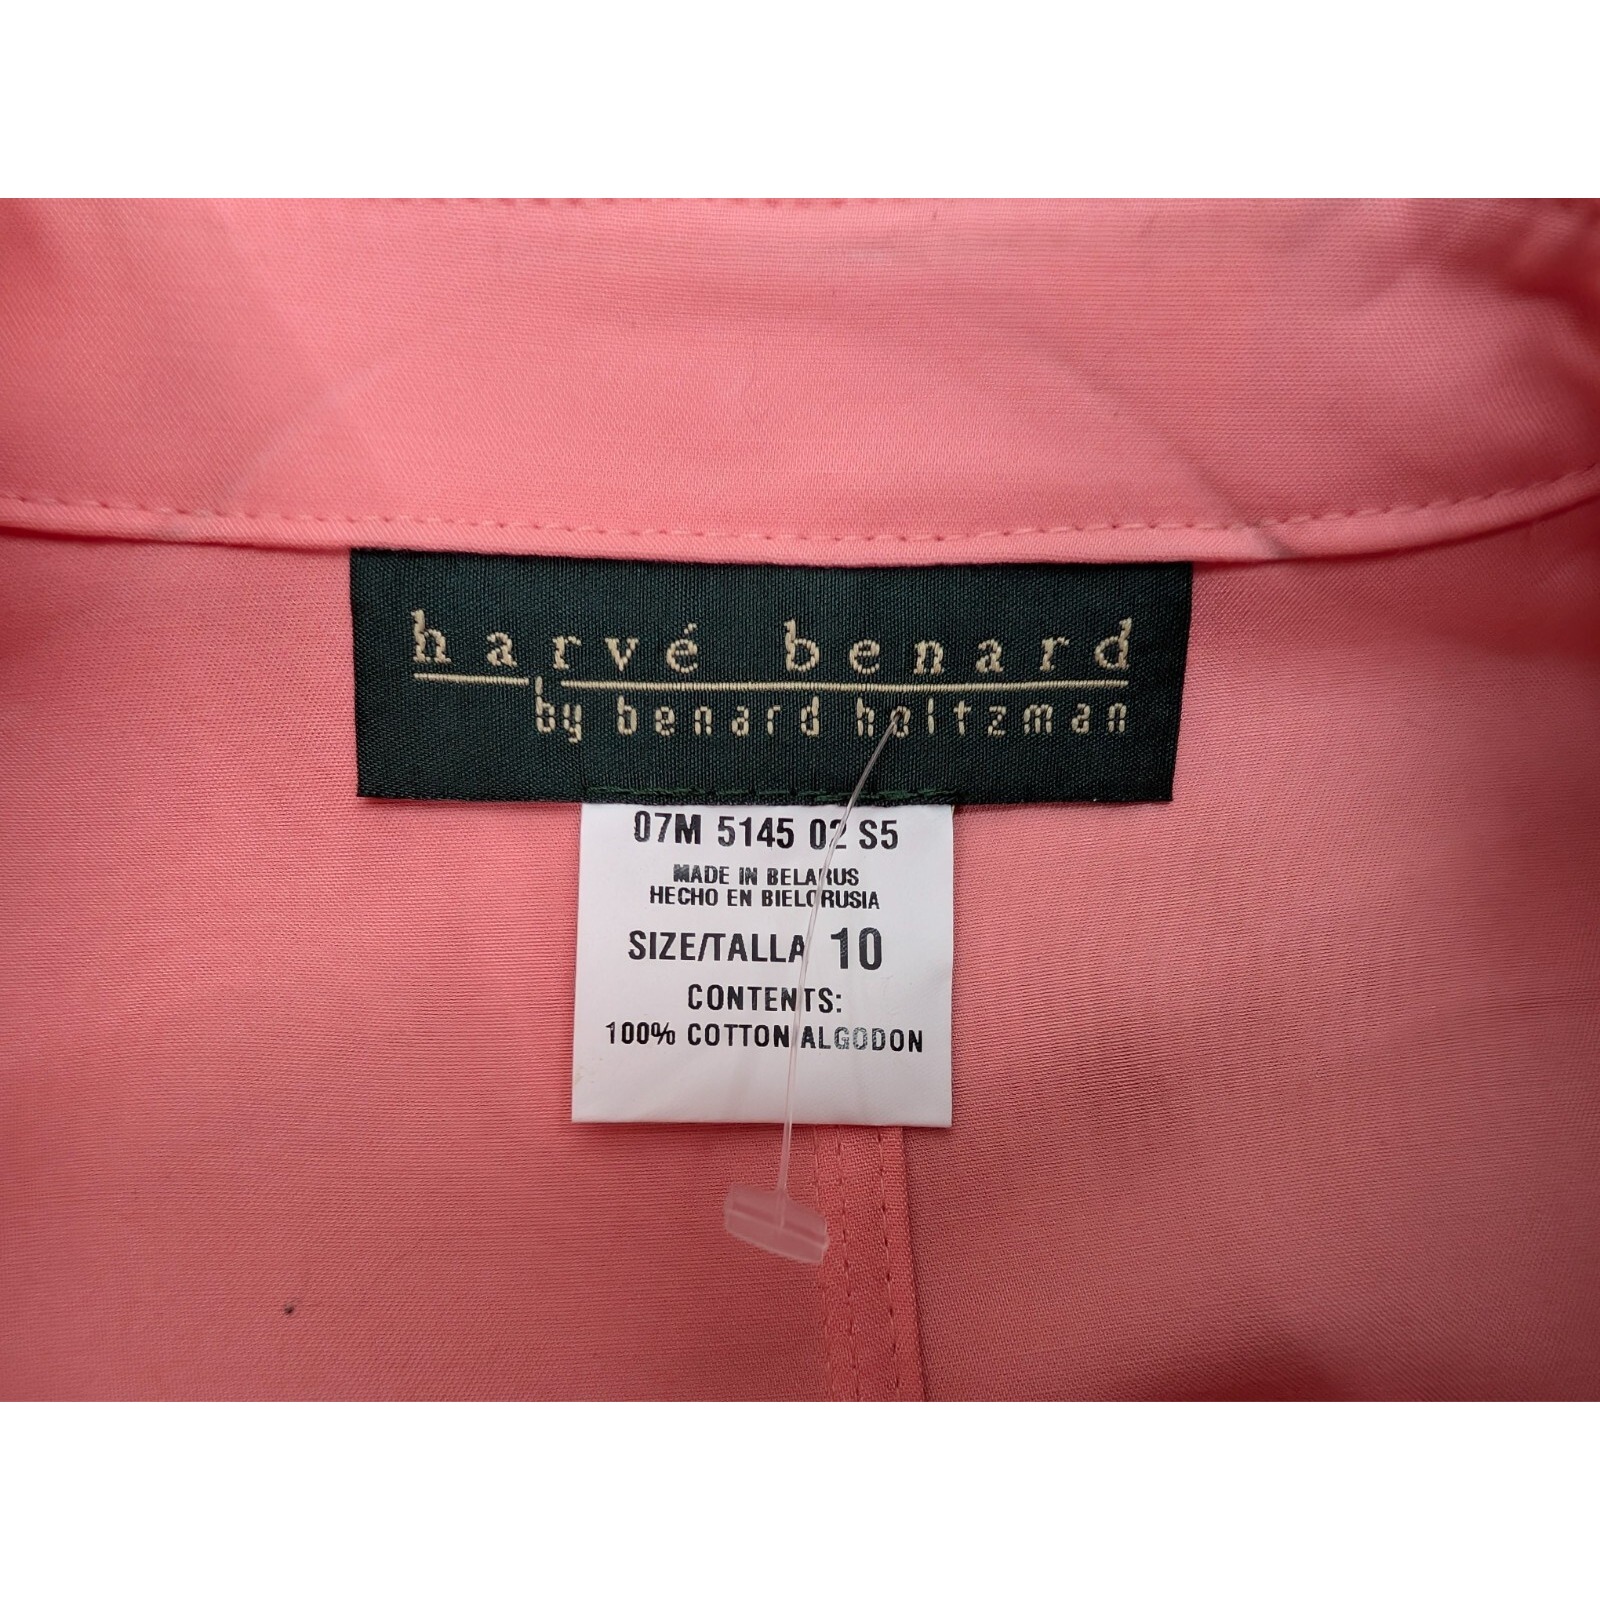 harvé benard
by benard holtzman
07M 5145 02 S5
MADE IN BELARUS
HECHO EN BIELORUSIA
SIZE/TALLA 10
CONTENTS:
100% COTTON/ALGODON